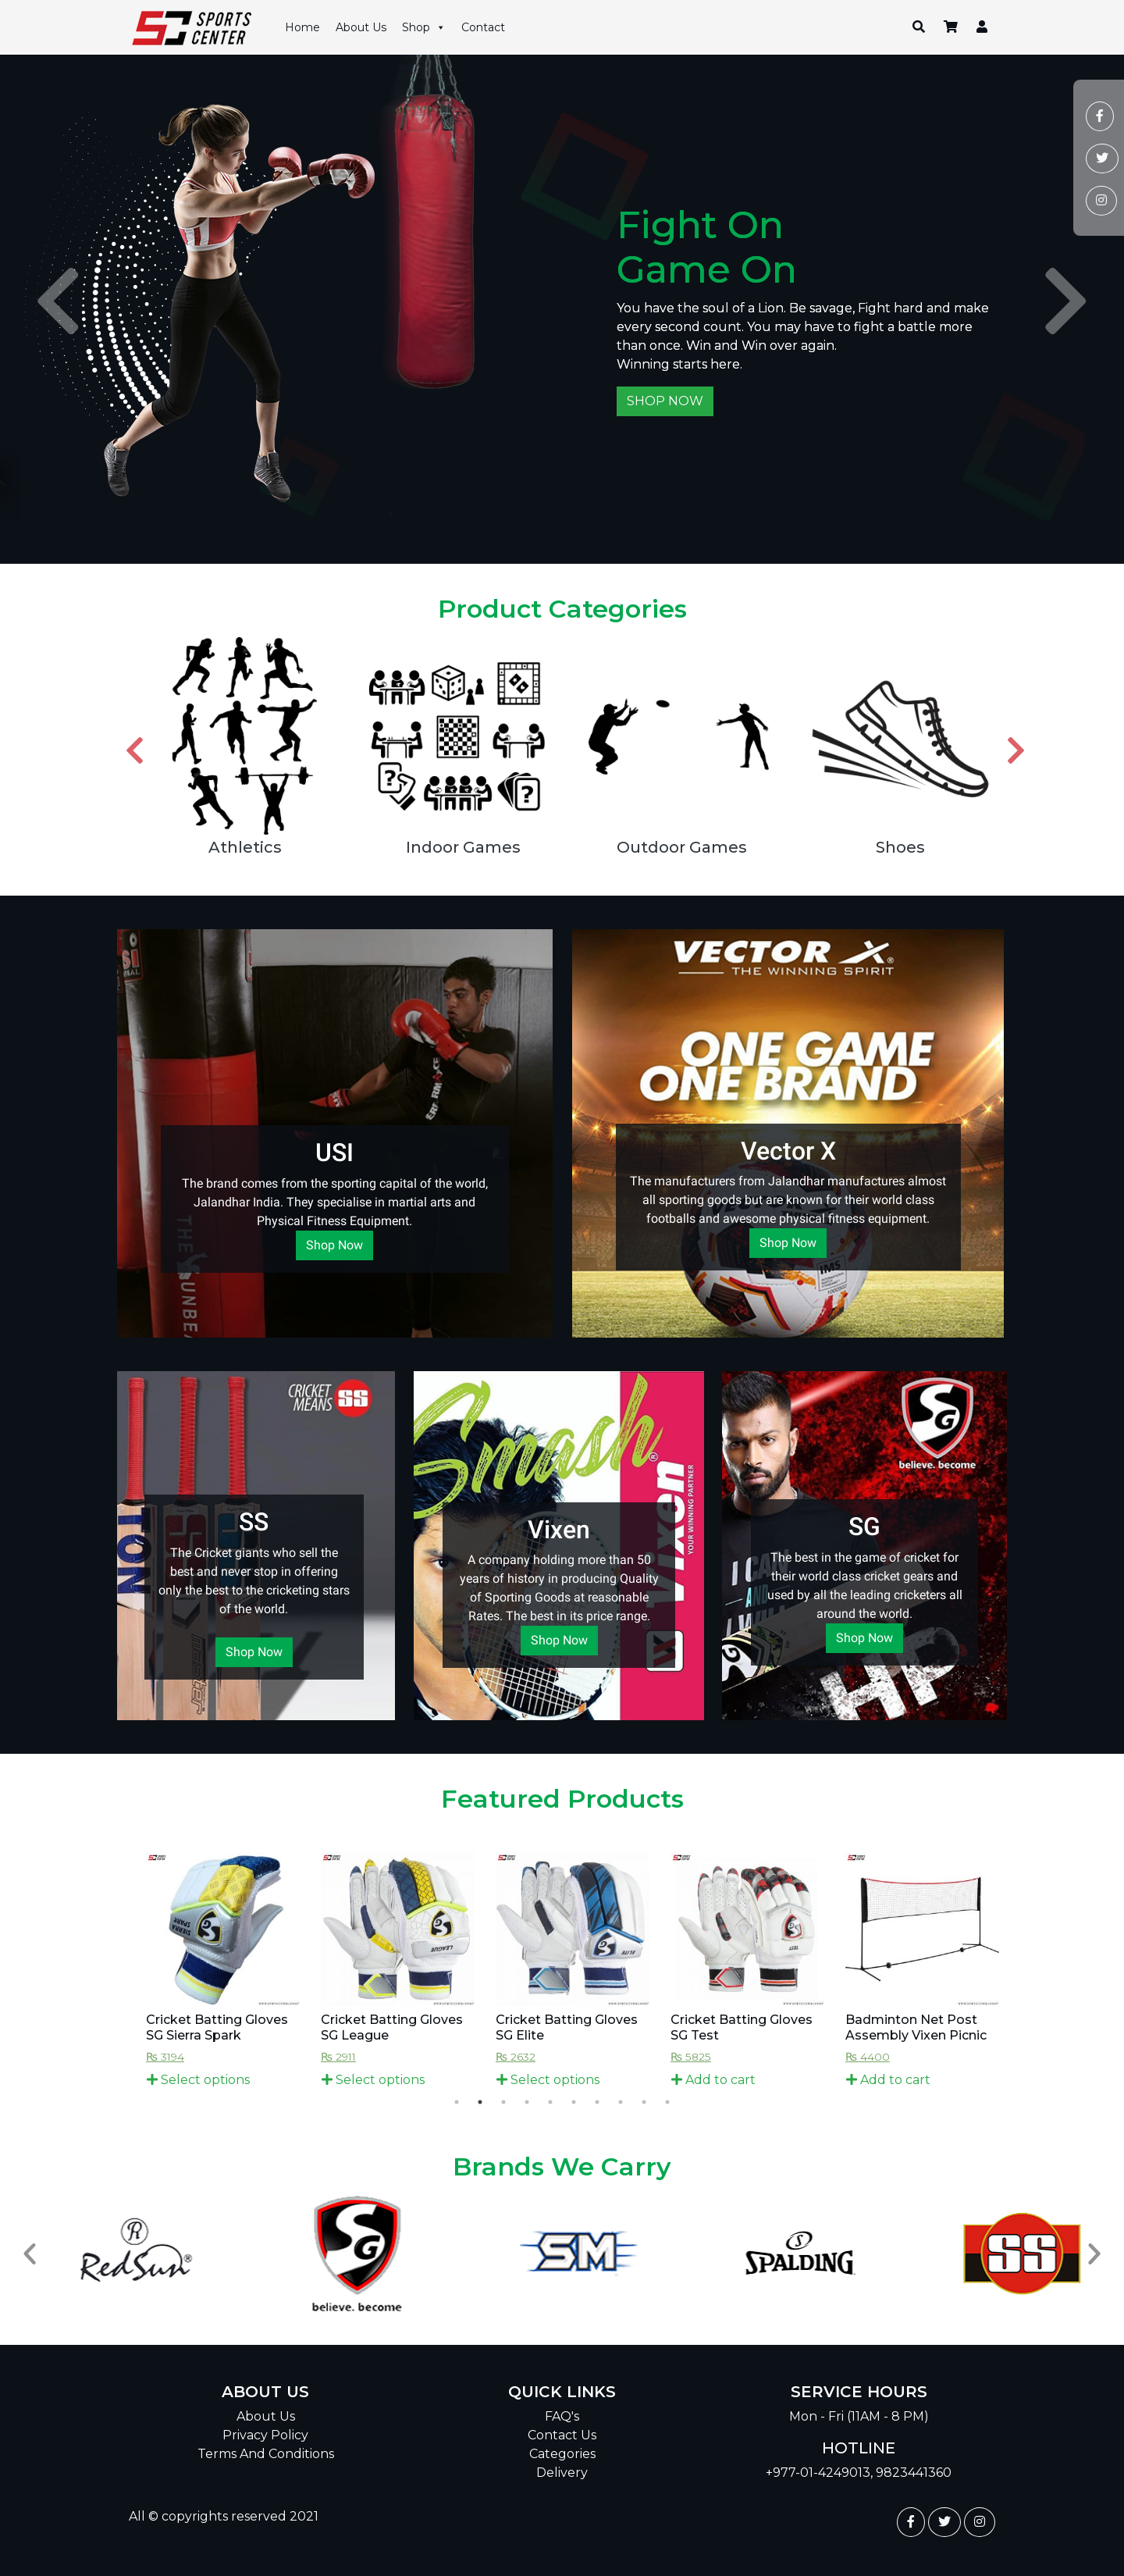 SPORTS
CENTER
Home About Us Shop Contact
Fight On
Game On
You have the soul of a Lion. Be savage, Fight hard and make
every second count. You may have to fight a battle more
than once. Win and Win over again.
Winning starts here.
SHOP NOW
Product Categories
Athletics
Indoor Games
Outdoor Games
Shoes
USI
The brand comes from the sporting capital of the world,
Jalandhar India. They specialise in martial arts and
Physical Fitness Equipment.
Shop Now
VECTOR X
THE WINNING SPIRIT
ONE GAME
ONE BRAND
Vector X
The manufacturers from Jalandhar manufactures almost
all sporting goods but are known for their world class
footballs and awesome physical fitness equipment.
Shop Now
CRICKET
MEANS SS
SS
The Cricket giants who sell the
best and never stop in offering
only the best to the cricketing stars
of the world.
Shop Now
Smash
Vixen
YOUR WINNING PARTNER
Vixen
A company holding more than 50
years of history in producing Quality
of Sporting Goods at reasonable
Rates. The best in its price range.
Shop Now
SG
believe. become
SG
The best in the game of cricket for
their world class cricket gears and
used by all the leading cricketers all
around the world.
Shop Now
Featured Products
Cricket Batting Gloves
SG Sierra Spark
₨ 3194
Select options
Cricket Batting Gloves
SG League
₨ 2911
Select options
Cricket Batting Gloves
SG Elite
₨ 2632
Select options
Cricket Batting Gloves
SG Test
₨ 5825
Add to cart
Badminton Net Post
Assembly Vixen Picnic
₨ 4400
Add to cart
Brands We Carry
R
RedSun
SG
believe. become
SM
SPALDING
SS
ABOUT US
About Us
Privacy Policy
Terms And Conditions
QUICK LINKS
FAQ's
Contact Us
Categories
Delivery
SERVICE HOURS
Mon - Fri (11AM - 8 PM)
HOTLINE
+977-01-4249013, 9823441360
All © copyrights reserved 2021